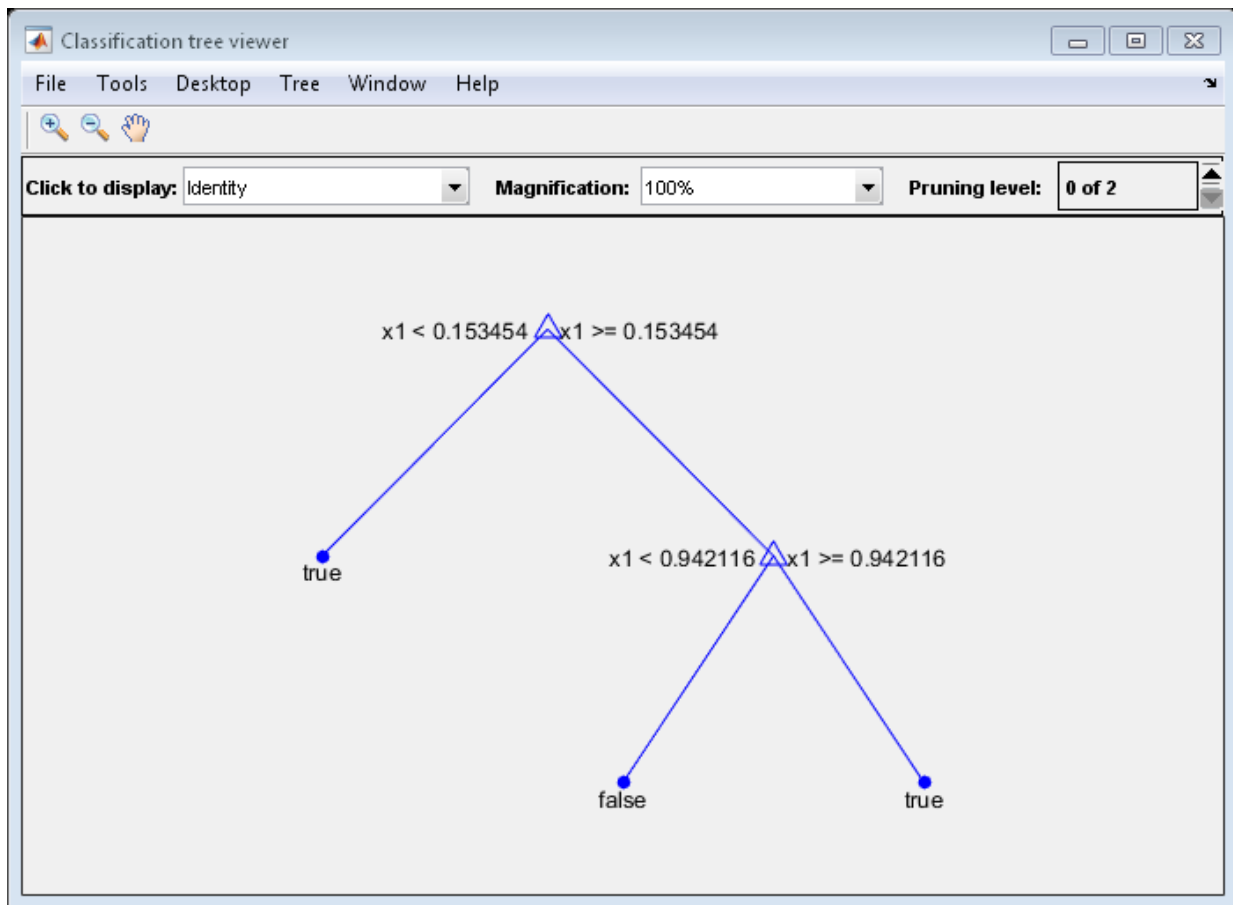 Classification tree viewer
File Tools Desktop Tree Window Help
Click to display: Identity Magnification: 100% Pruning level: 0 of 2
x1 < 0.153454 x1 >= 0.153454
true
x1 < 0.942116 x1 >= 0.942116
false
true